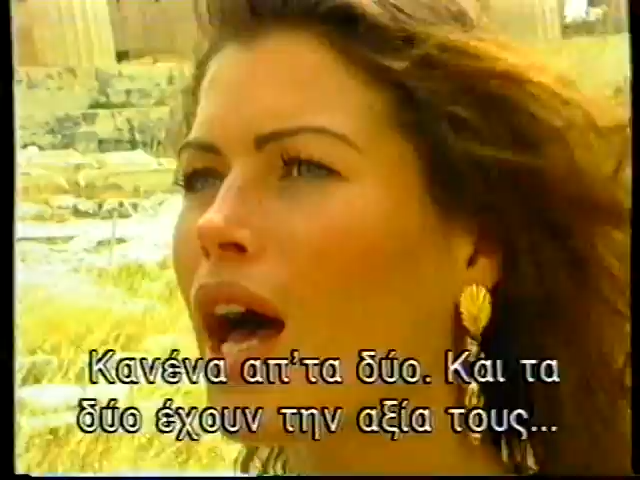 Κανένα απ'τα δύο. Και τα
δύο έχουν την αξία τους...